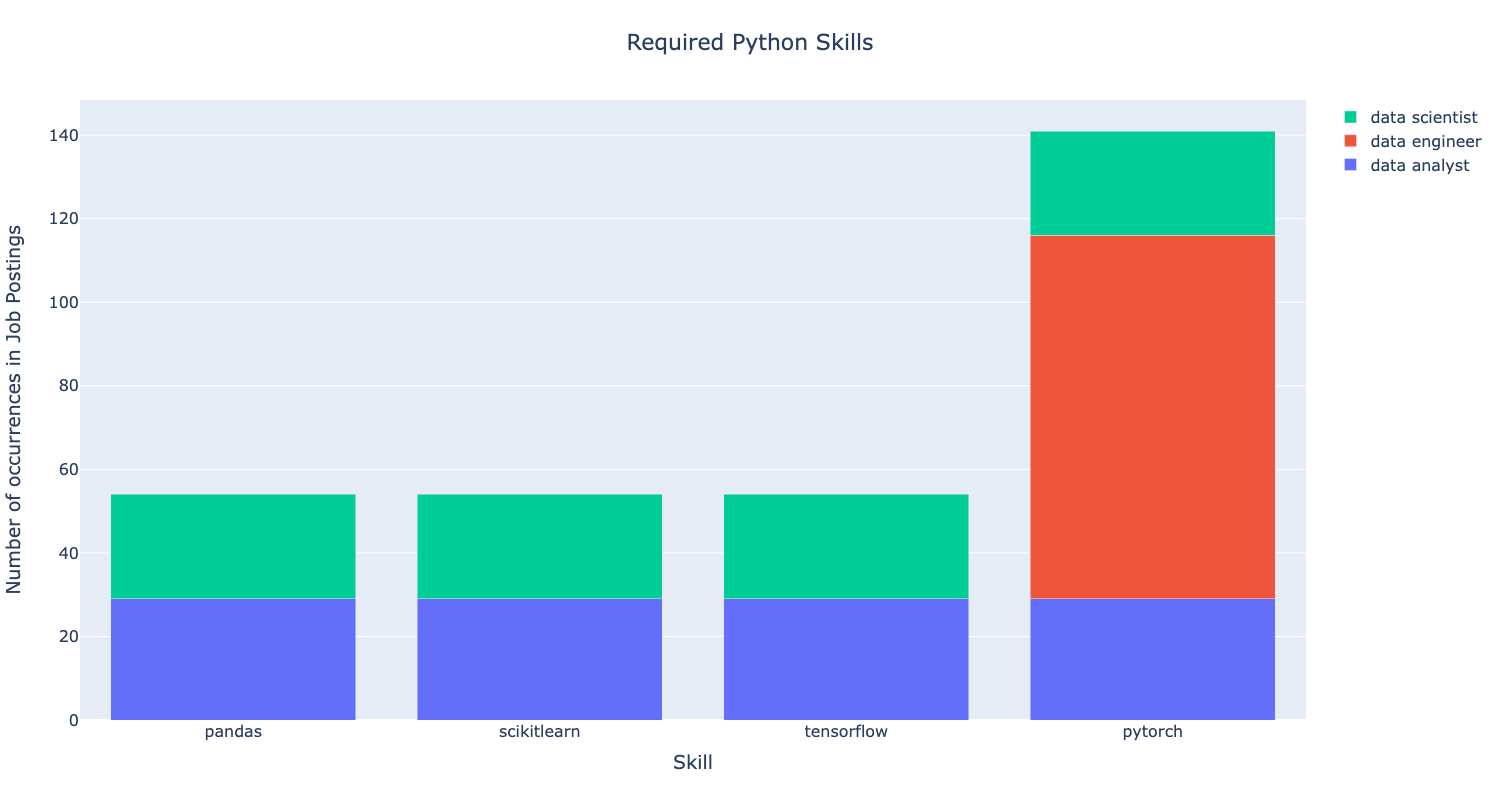 Required Python Skills
data scientist
data engineer
data analyst
Number of occurrences in Job Postings
140
120
100
80
60
40
20
0
pandas
scikitlearn
tensorflow
pytorch
Skill